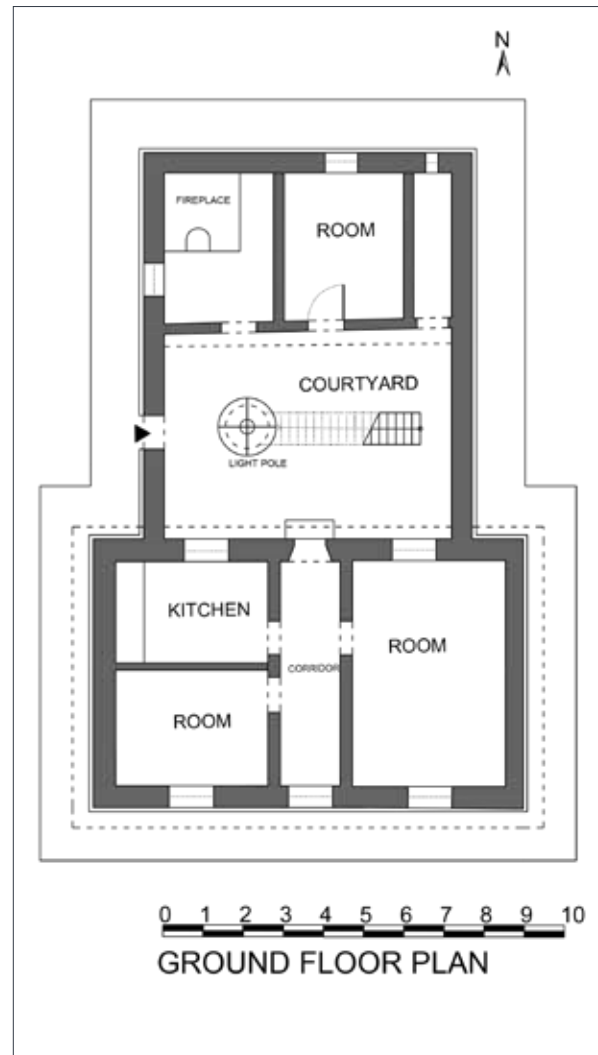 N
FIREPLACE
ROOM
COURTYARD
LIGHT POLE
KITCHEN
ROOM
CORRIDOR
ROOM
0 1 2 3 4 5 6 7 8 9 10
GROUND FLOOR PLAN